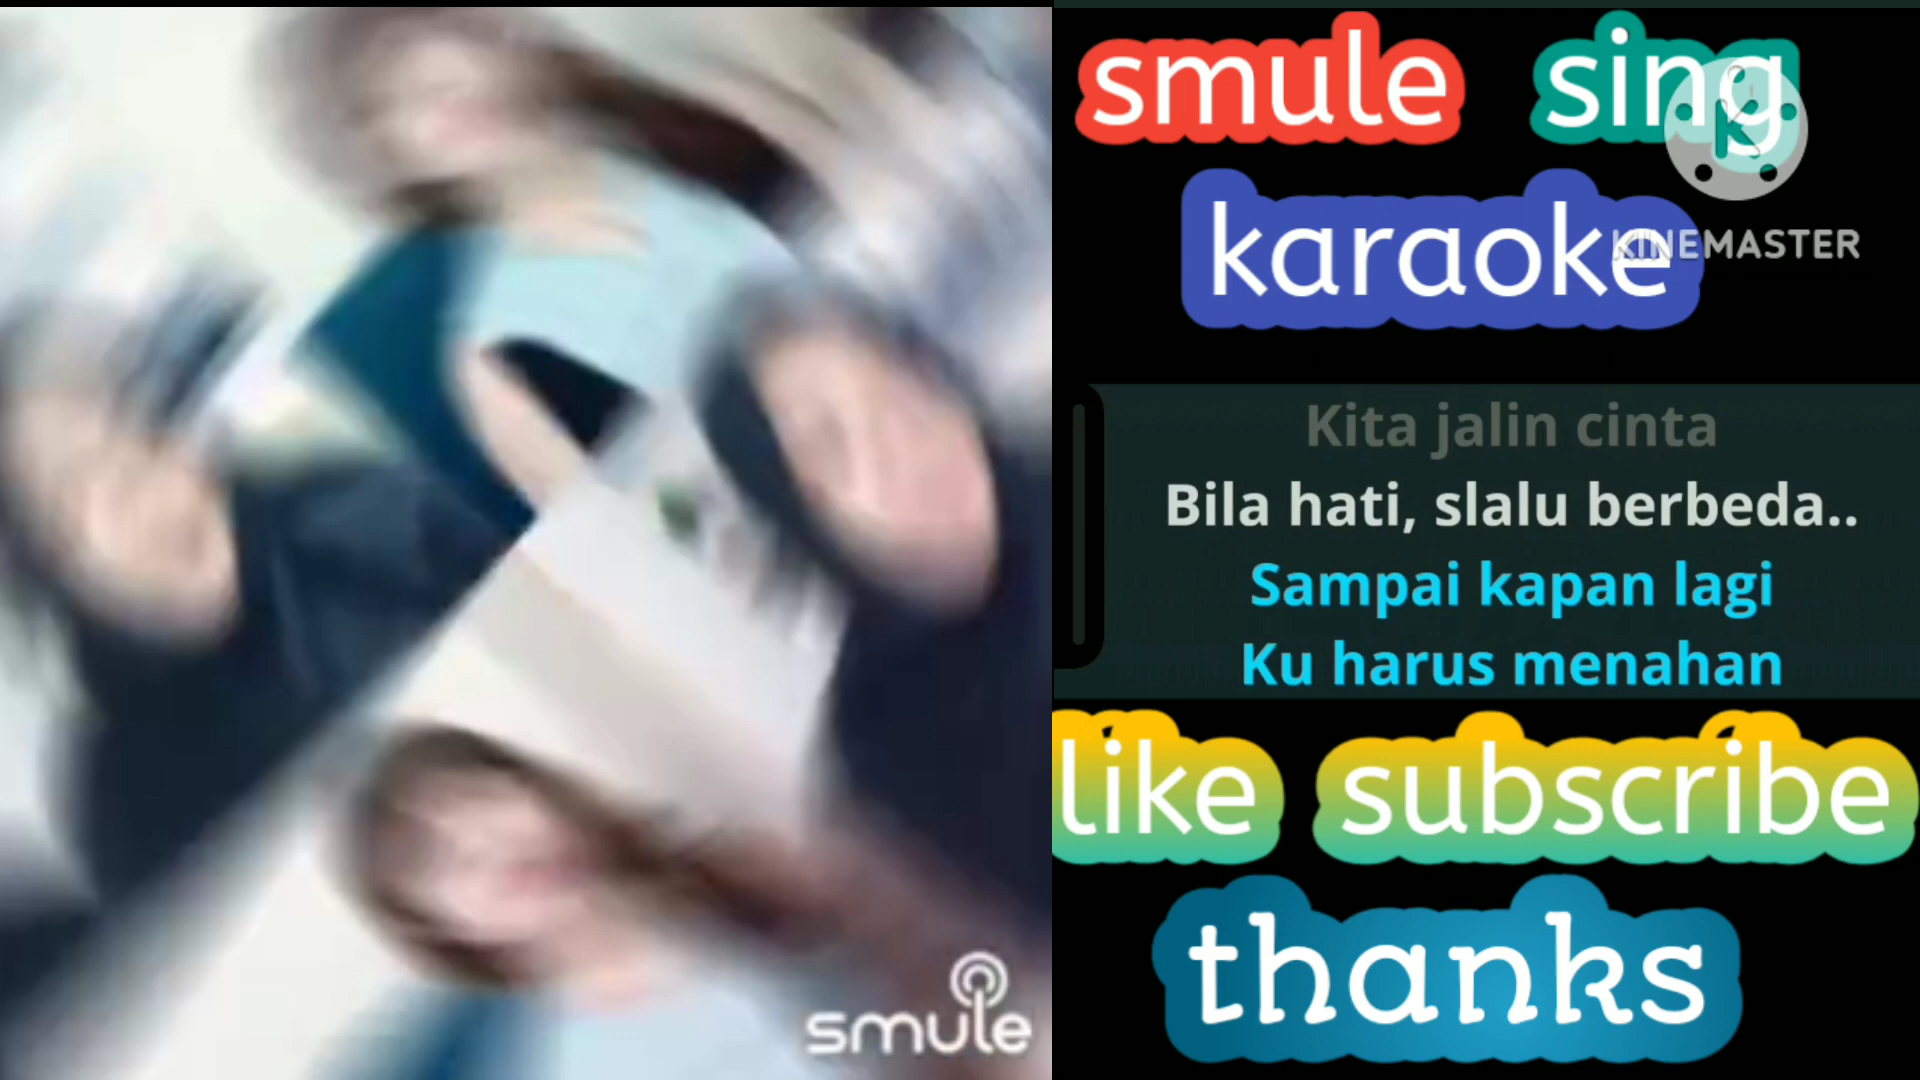 smule sing
karaoke
KINEMASTER
Kita jalin cinta
Bila hati, slalu berbeda..
Sampai kapan lagi
Ku harus menahan
like subscribe
thanks
smule